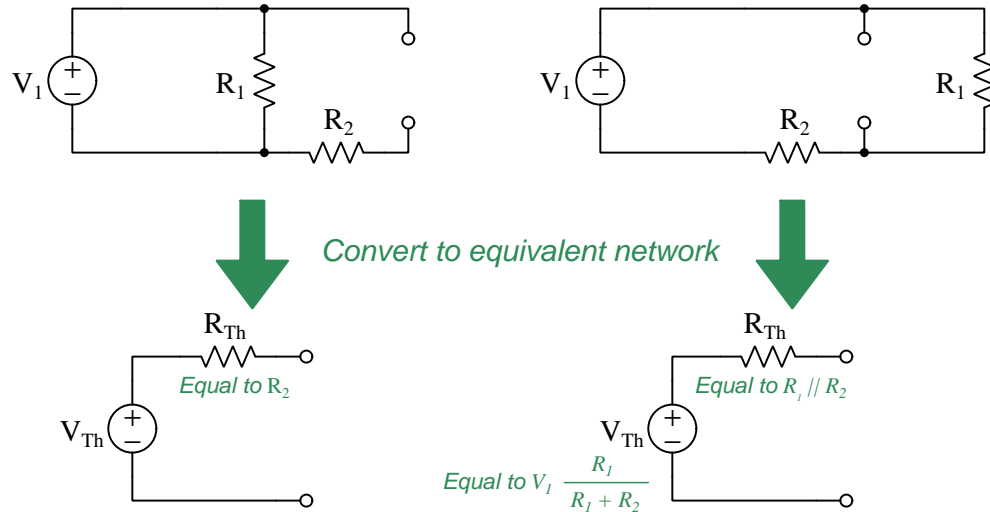 V1
+
−
R1
R2
V1
+
−
R2
R1
Convert to equivalent network
RTh
Equal to R2
VTh
+
−
RTh
Equal to R1 // R2
VTh
+
−
Equal to V1 R1 / R1 + R2